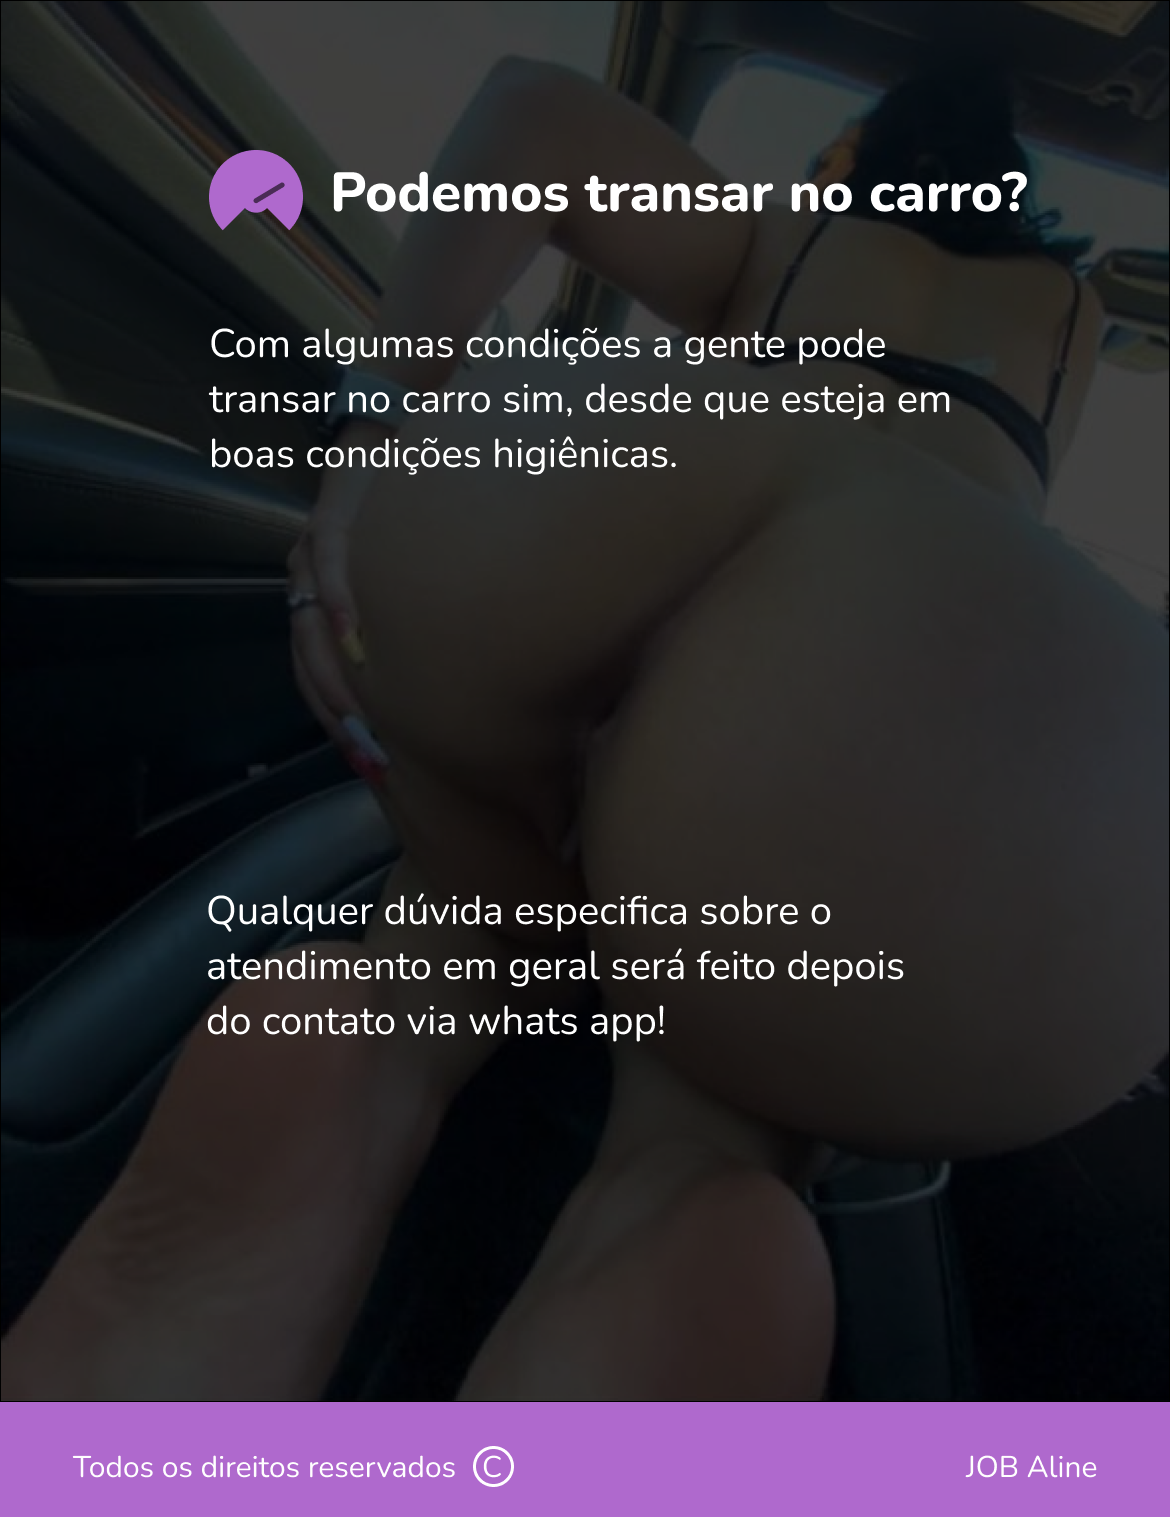 Podemos transar no carro?
Com algumas condições a gente pode
transar no carro sim, desde que esteja em
boas condições higiênicas.
Qualquer dúvida especifica sobre o
atendimento em geral será feito depois
do contato via whats app!
Todos os direitos reservados © JOB Aline